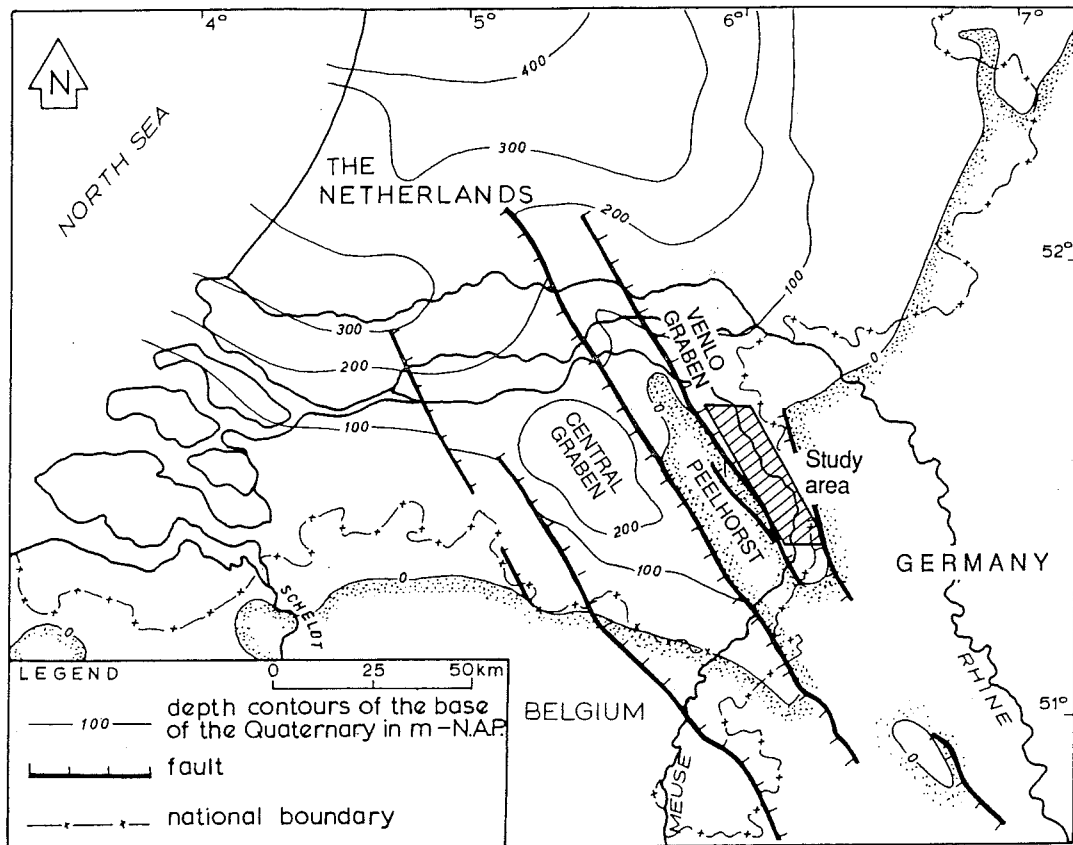 4°
5°
6°
7°
N
NORTH SEA
400
300
THE
NETHERLANDS
200
52°
100
300
200
100
VENLO
GRABEN
0
0
CENTRAL
GRABEN
200
100
PEELHORST
Study
area
GERMANY
0
SCHELDT
0
RHINE
BELGIUM
51°
0
MEUSE
LEGEND
0 25 50km
100 depth contours of the base
of the Quaternary in m-N.A.P.
fault
national boundary